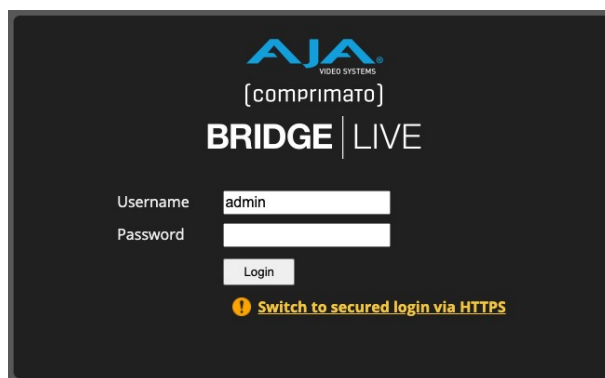 AJA®
VIDEO SYSTEMS
[comprimato]
BRIDGE | LIVE
Username admin
Password
Login
Switch to secured login via HTTPS